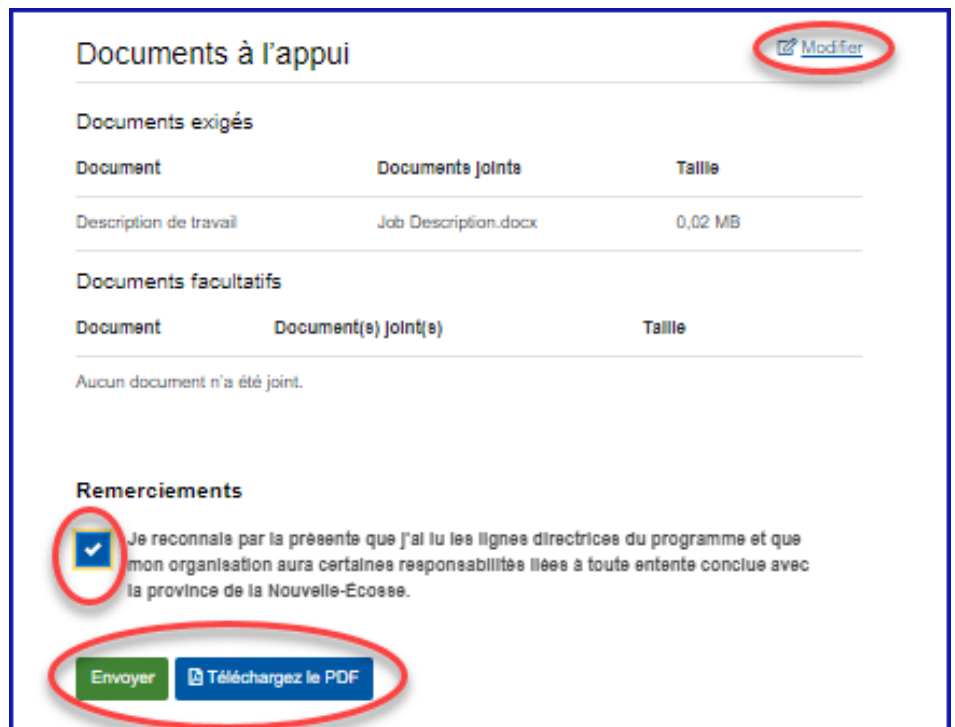 Documents à l'appui
Modifier
Documents exigés
Document Documents joints Taille
Description de travail Job Description.docx 0,02 MB
Documents facultatifs
Document Document(s) joint(s) Taille
Aucun document n'a été joint.
Remerciements
Je reconnais par la présente que j'ai lu les lignes directrices du programme et que
mon organisation aura certaines responsabilités liées à toute entente conclue avec
la province de la Nouvelle-Écosse.
Envoyer Téléchargez le PDF